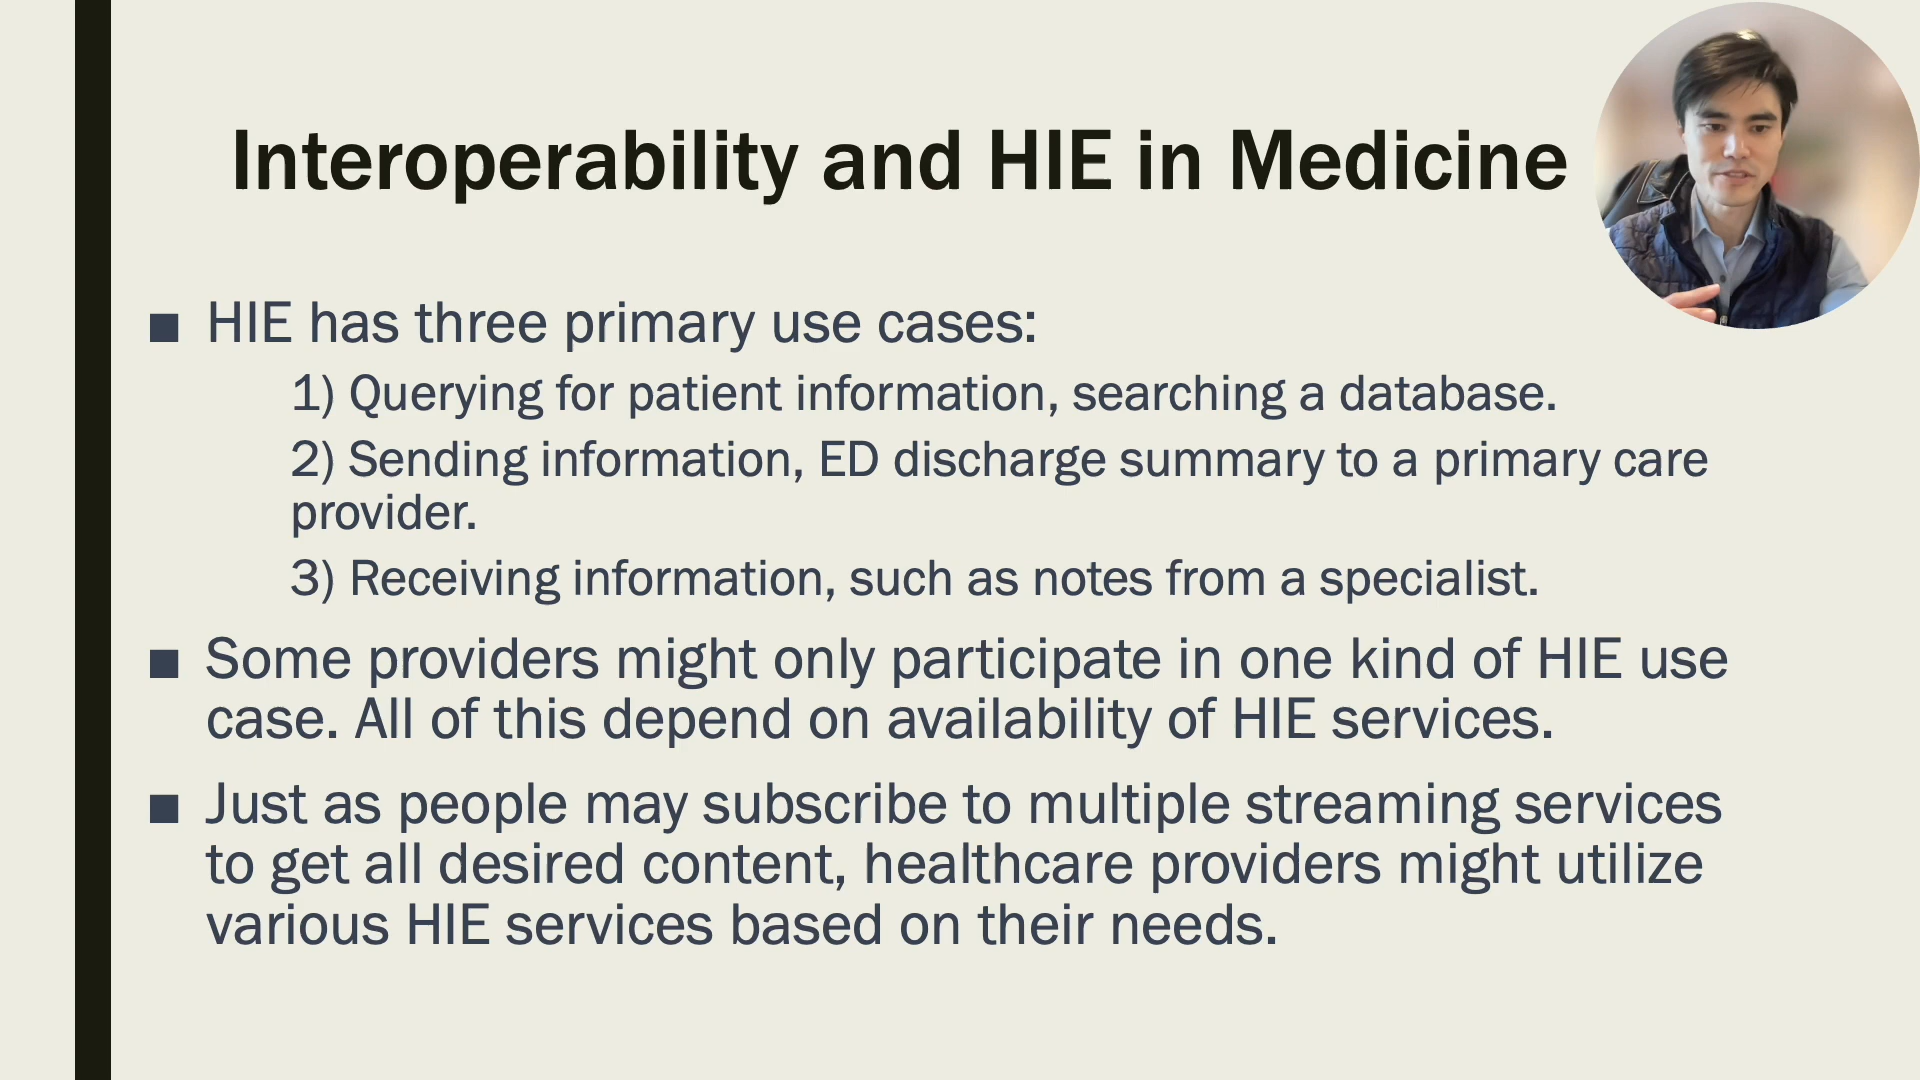 Interoperability and HIE in Medicine
■ HIE has three primary use cases:
1) Querying for patient information, searching a database.
2) Sending information, ED discharge summary to a primary care
provider.
3) Receiving information, such as notes from a specialist.
■ Some providers might only participate in one kind of HIE use
case. All of this depend on availability of HIE services.
■ Just as people may subscribe to multiple streaming services
to get all desired content, healthcare providers might utilize
various HIE services based on their needs.